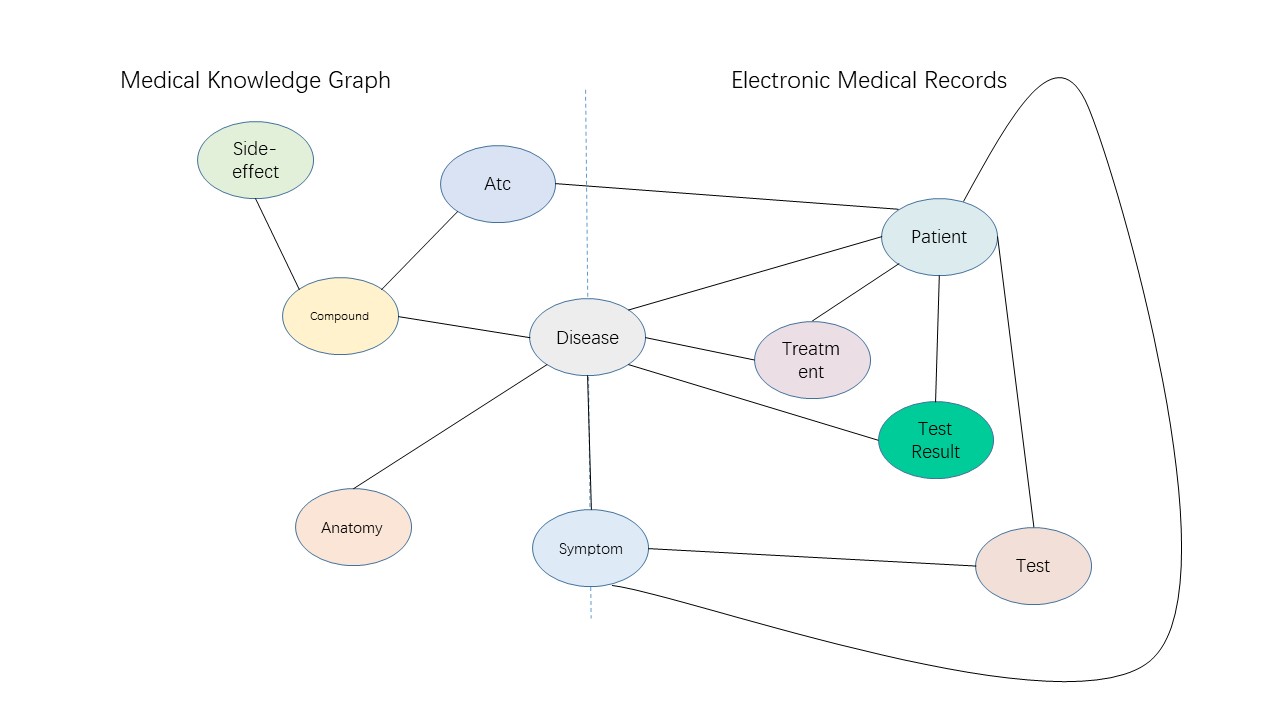 Medical Knowledge Graph
Electronic Medical Records
Side-
effect
Atc
Patient
Compound
Disease
Treatm
ent
Test
Result
Anatomy
Symptom
Test